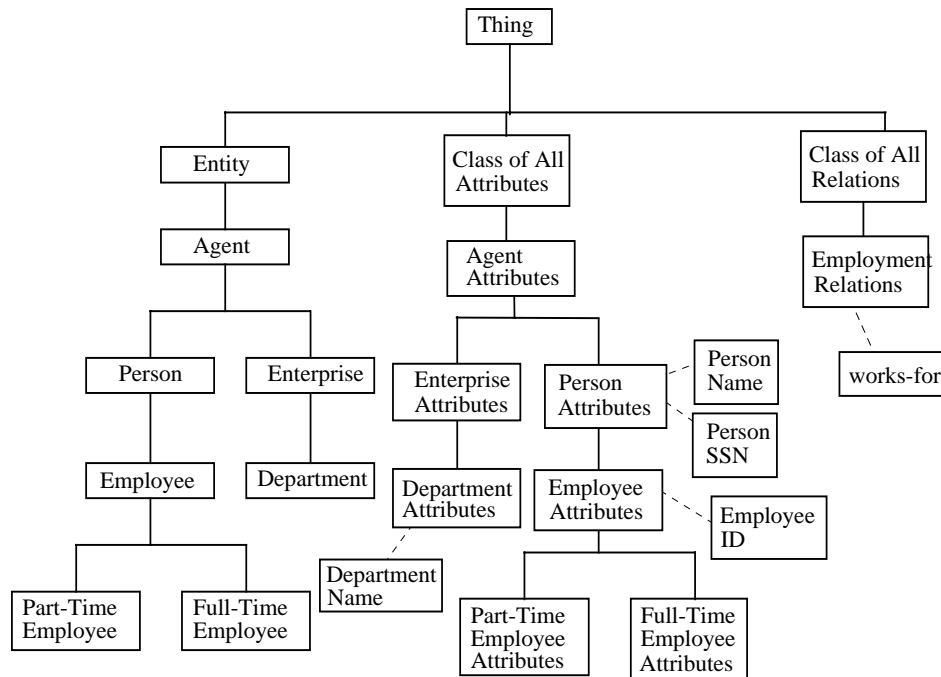 Thing
Entity
Class of All
Attributes
Class of All
Relations
Agent
Agent
Attributes
Employment
Relations
Person
Enterprise
Enterprise
Attributes
Person
Attributes
Person
Name
works-for
Person
SSN
Employee
Department
Department
Attributes
Employee
Attributes
Employee
ID
Part-Time
Employee
Full-Time
Employee
Department
Name
Part-Time
Employee
Attributes
Full-Time
Employee
Attributes